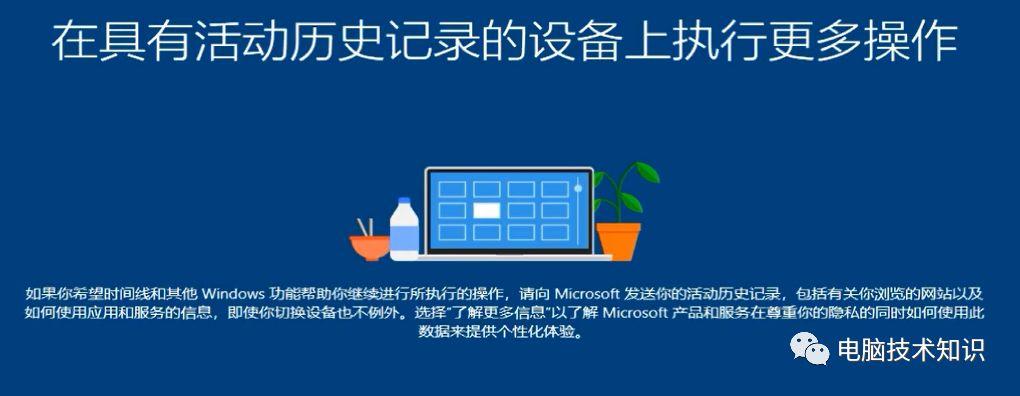 在具有活动历史记录的设备上执行更多操作
如果你希望时间线和其他 Windows 功能帮助你继续进行所执行的操作，请向 Microsoft 发送你的活动历史记录，包括有关你浏览的网站以及
如何使用应用和服务的信息，即使你切换设备也不例外。选择“了解更多信息”以了解 Microsoft 产品和服务在尊重你的隐私的同时如何使用此
数据来提供个性化体验。
电脑技术知识